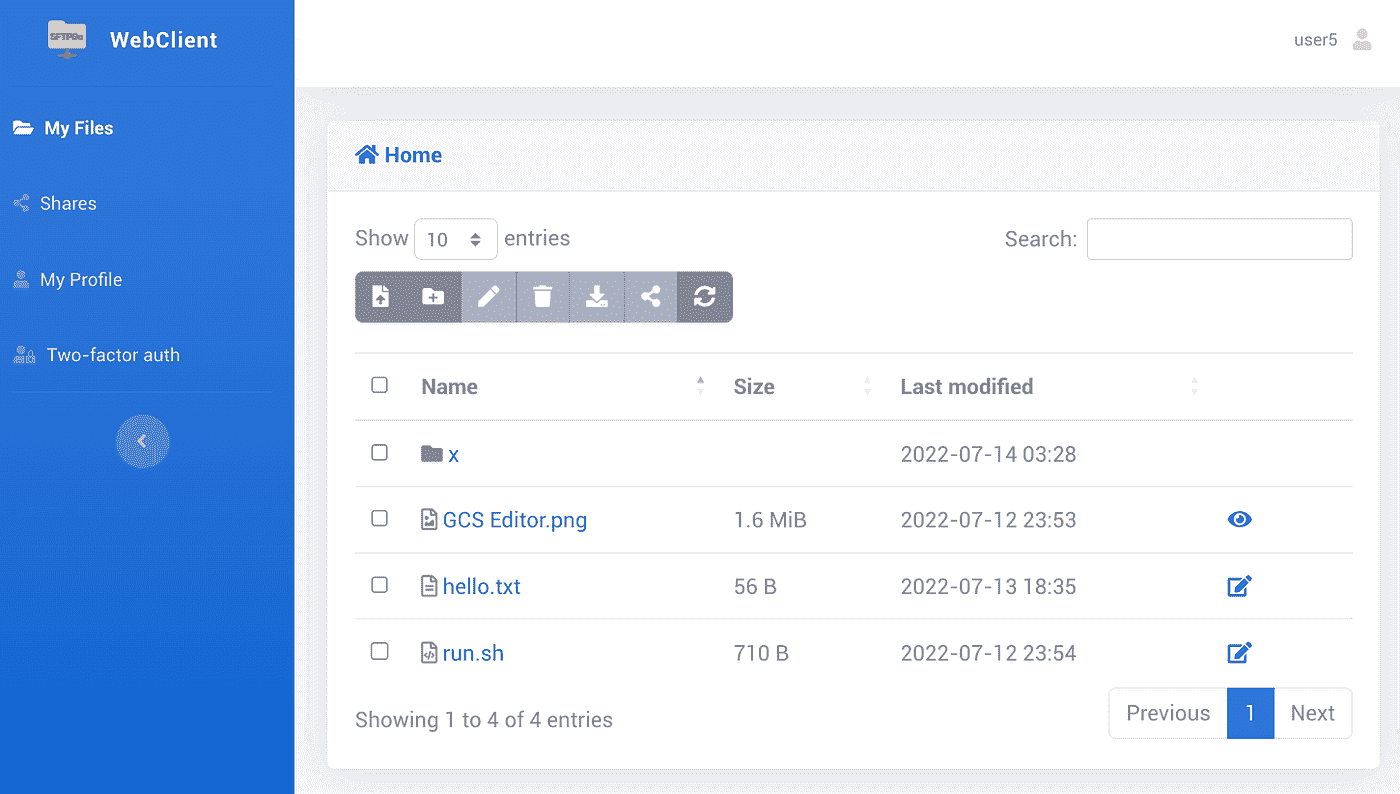 SFTPGo
WebClient
user5
My Files
Shares
My Profile
Two-factor auth
Home
Show 10 entries
Search:
Name Size Last modified
x 2022-07-14 03:28
GCS Editor.png 1.6 MiB 2022-07-12 23:53
hello.txt 56 B 2022-07-13 18:35
run.sh 710 B 2022-07-12 23:54
Showing 1 to 4 of 4 entries
Previous 1 Next